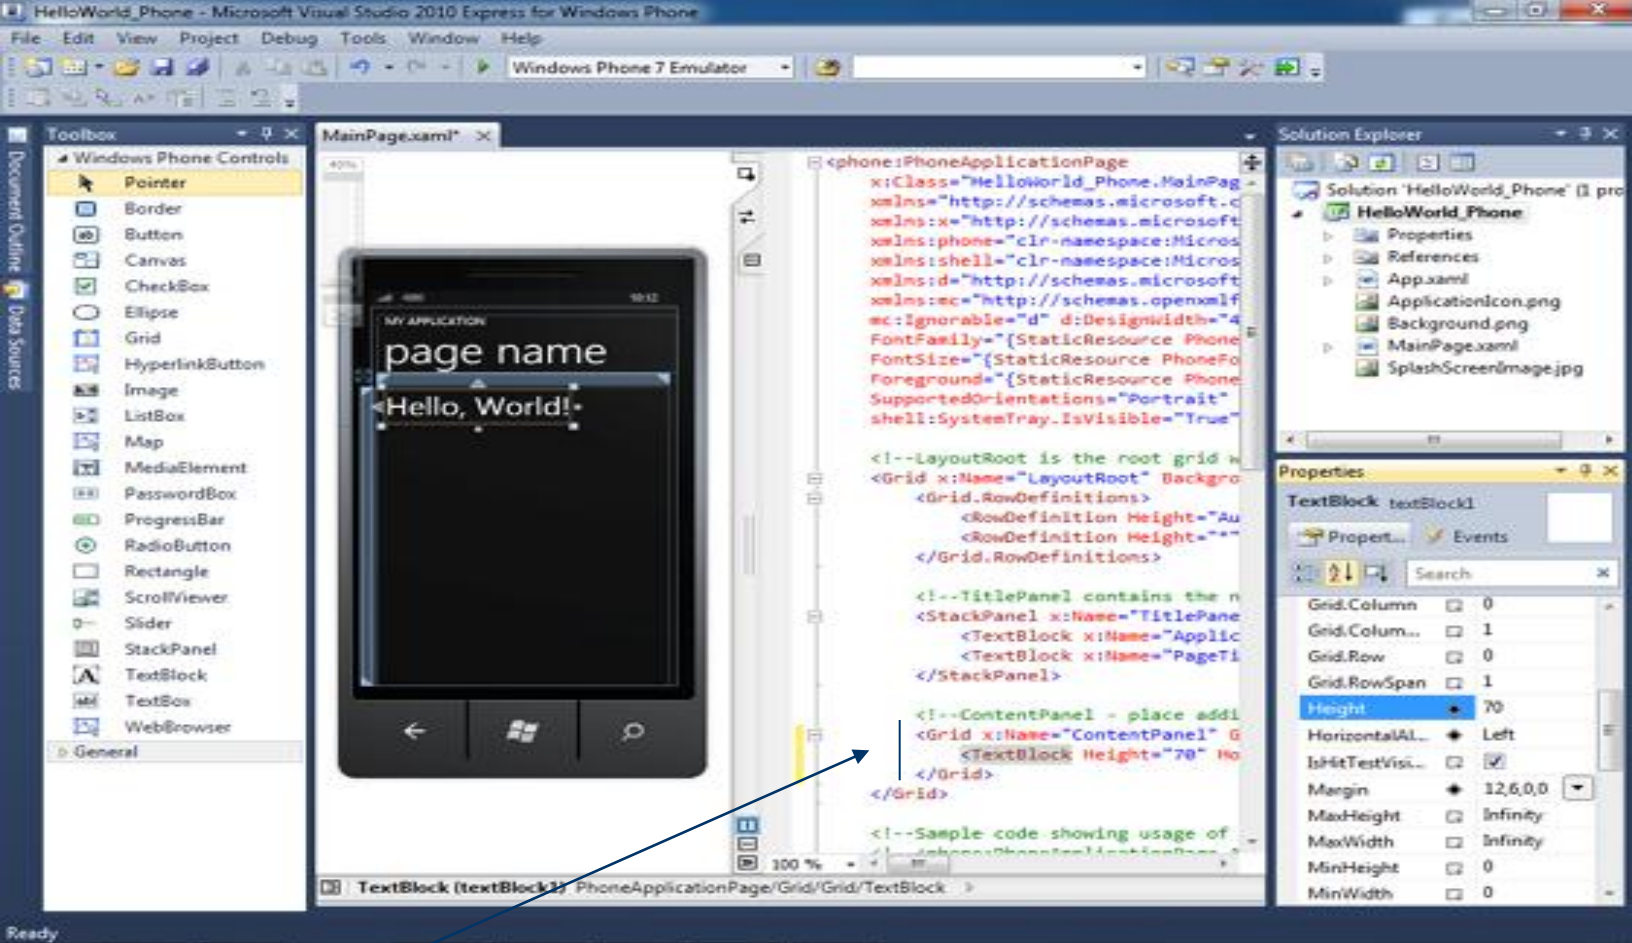 HelloWorld_Phone - Microsoft Visual Studio 2010 Express for Windows Phone
File Edit View Project Debug Tools Window Help
Windows Phone 7 Emulator
Document Outline
Data Sources
Toolbox
Windows Phone Controls
Pointer
Border
Button
Canvas
CheckBox
Ellipse
Grid
HyperlinkButton
Image
ListBox
Map
MediaElement
PasswordBox
ProgressBar
RadioButton
Rectangle
ScrollViewer
Slider
StackPanel
TextBlock
TextBox
WebBrowser
General
MainPage.xaml*
40%
10:12
MY APPLICATION
page name
Hello, World!
<phone:PhoneApplicationPage
x:Class="HelloWorld_Phone.MainPag
xmlns="http://schemas.microsoft.c
xmlns:x="http://schemas.microsoft
xmlns:phone="clr-namespace:Micros
xmlns:shell="clr-namespace:Micros
xmlns:d="http://schemas.microsoft
xmlns:mc="http://schemas.openxmlf
mc:Ignorable="d" d:DesignWidth="4
FontFamily="{StaticResource Phone
FontSize="{StaticResource PhoneFo
Foreground="{StaticResource Phone
SupportedOrientations="Portrait"
shell:SystemTray.IsVisible="True"
<!--LayoutRoot is the root grid w
<Grid x:Name="LayoutRoot" Backgro
<Grid.RowDefinitions>
<RowDefinition Height="Au
<RowDefinition Height="*"
</Grid.RowDefinitions>
<!--TitlePanel contains the n
<StackPanel x:Name="TitlePane
<TextBlock x:Name="Applic
<TextBlock x:Name="PageTi
</StackPanel>
<!--ContentPanel - place addi
<Grid x:Name="ContentPanel" G
<TextBlock Height="70" Ho
</Grid>
</Grid>
<!--Sample code showing usage of
100 %
TextBlock (textBlock1) PhoneApplicationPage/Grid/Grid/TextBlock
Solution Explorer
Solution 'HelloWorld_Phone' (1 pro
HelloWorld_Phone
Properties
References
App.xaml
ApplicationIcon.png
Background.png
MainPage.xaml
SplashScreenImage.jpg
Properties
TextBlock textBlock1
Propert... Events
Search
Grid.Column 0
Grid.Colum... 1
Grid.Row 0
Grid.RowSpan 1
Height 70
HorizontalAl... Left
IsHitTestVisi...
Margin 12,6,0,0
MaxHeight Infinity
MaxWidth Infinity
MinHeight 0
MinWidth 0
Ready